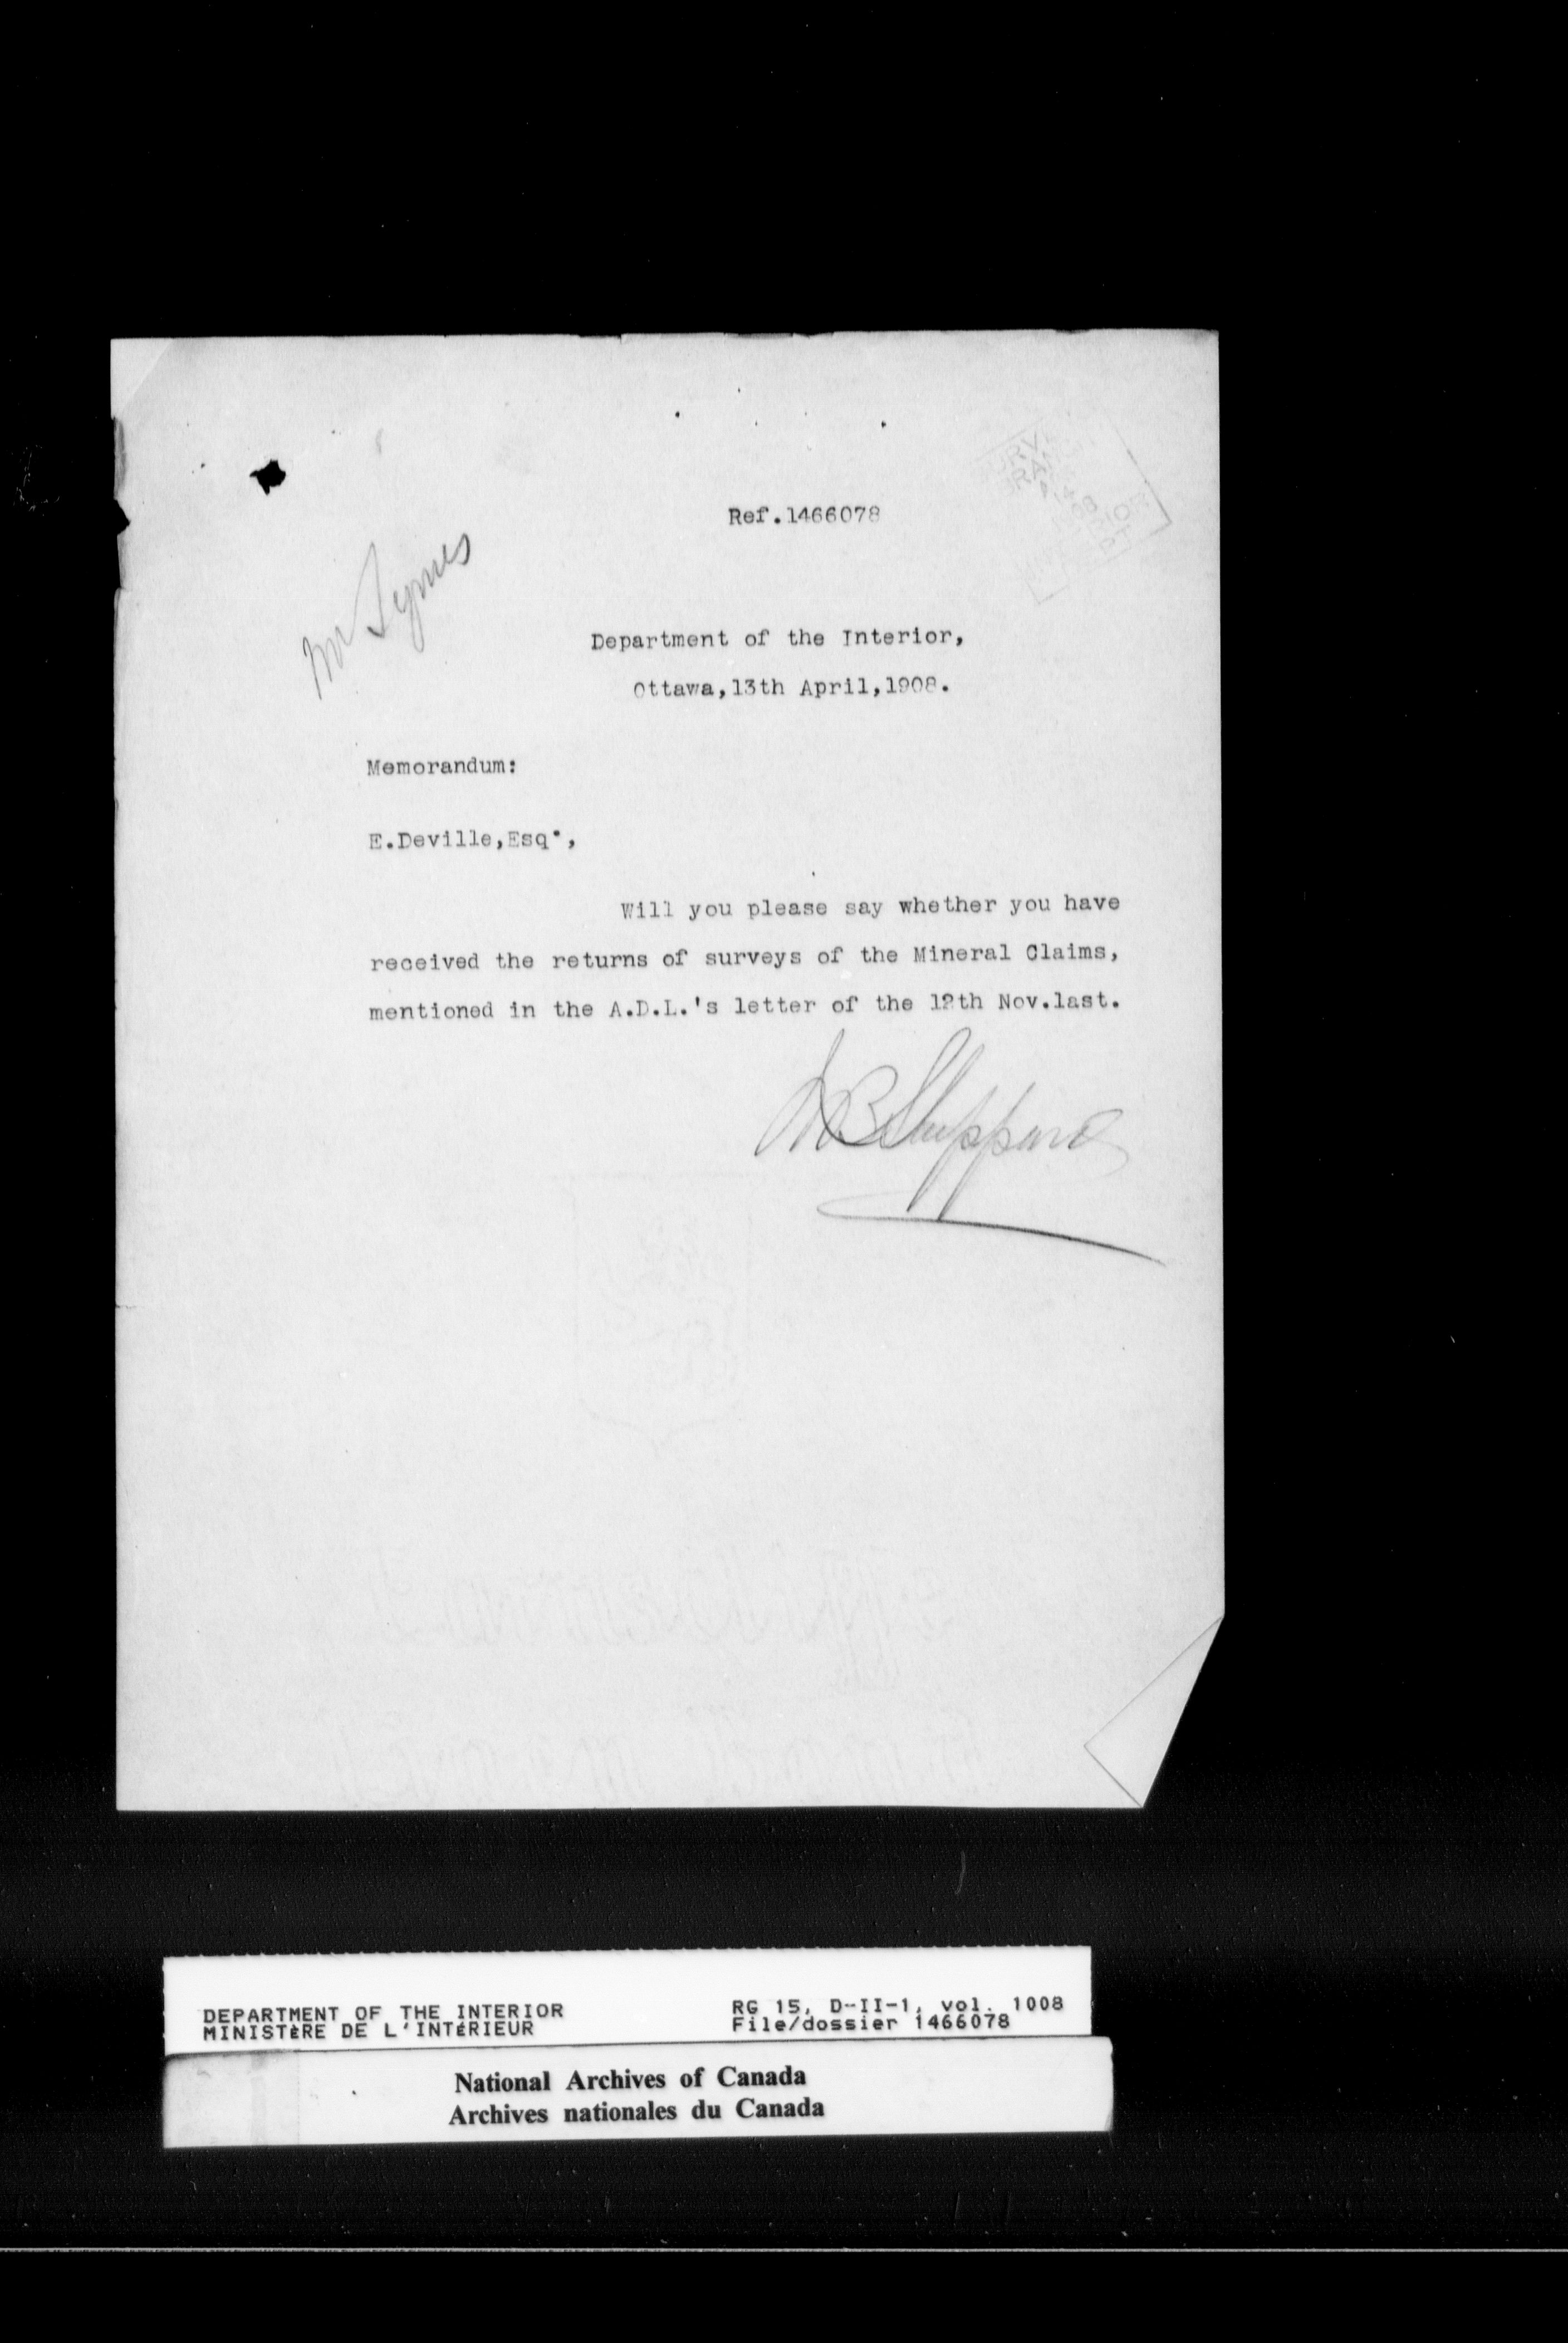 Ref.1466078
Mr Symes
Department of the Interior,
Ottawa,13th April,1908.
Memorandum:
E.Deville,Esq.,
Will you please say whether you have
received the returns of surveys of the Mineral Claims,
mentioned in the A.D.L.'s letter of the 12th Nov.last.
Sheppard
DEPARTMENT OF THE INTERIOR
MINISTÈRE DE L'INTÉRIEUR
RG 15, D-II-1, vol. 1008
File/dossier 1466078
National Archives of Canada
Archives nationales du Canada